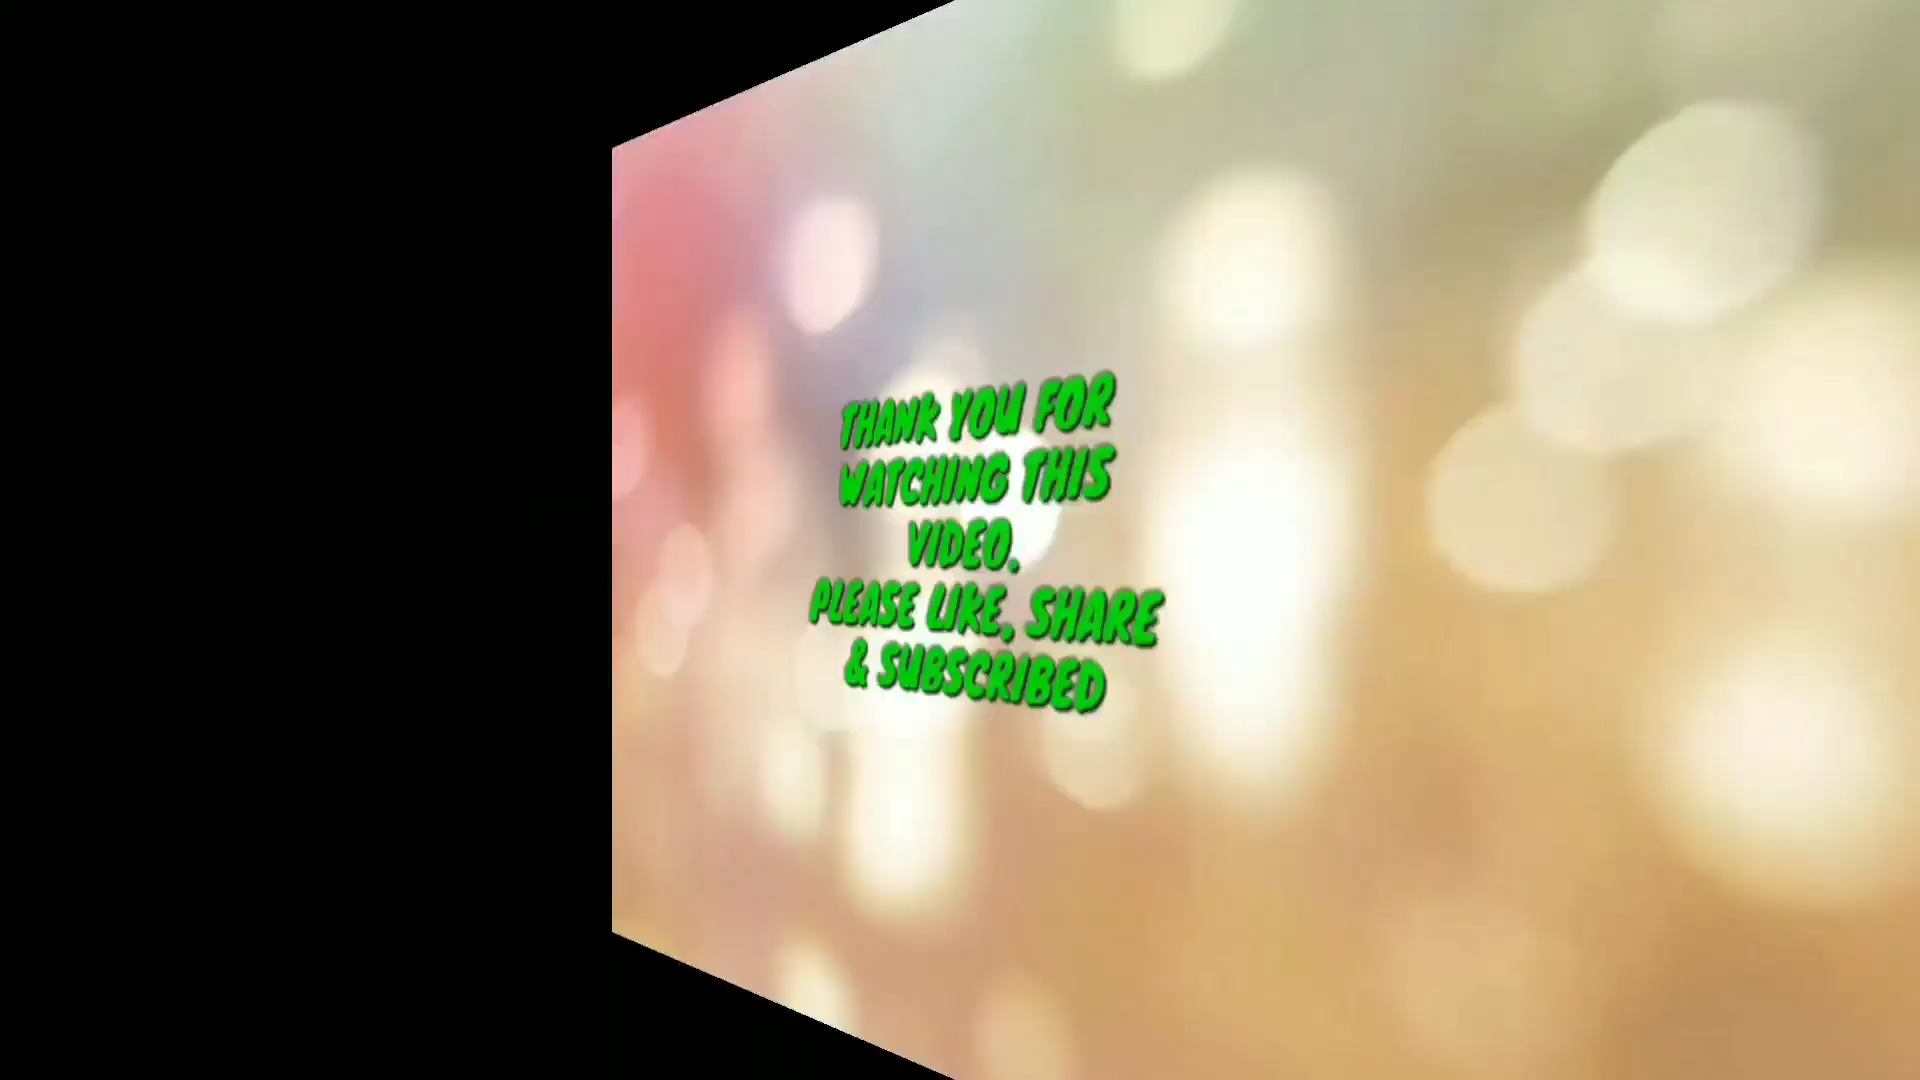 THANK YOU FOR
WATCHING THIS
VIDEO.
PLEASE LIKE, SHARE
& SUBSCRIBED